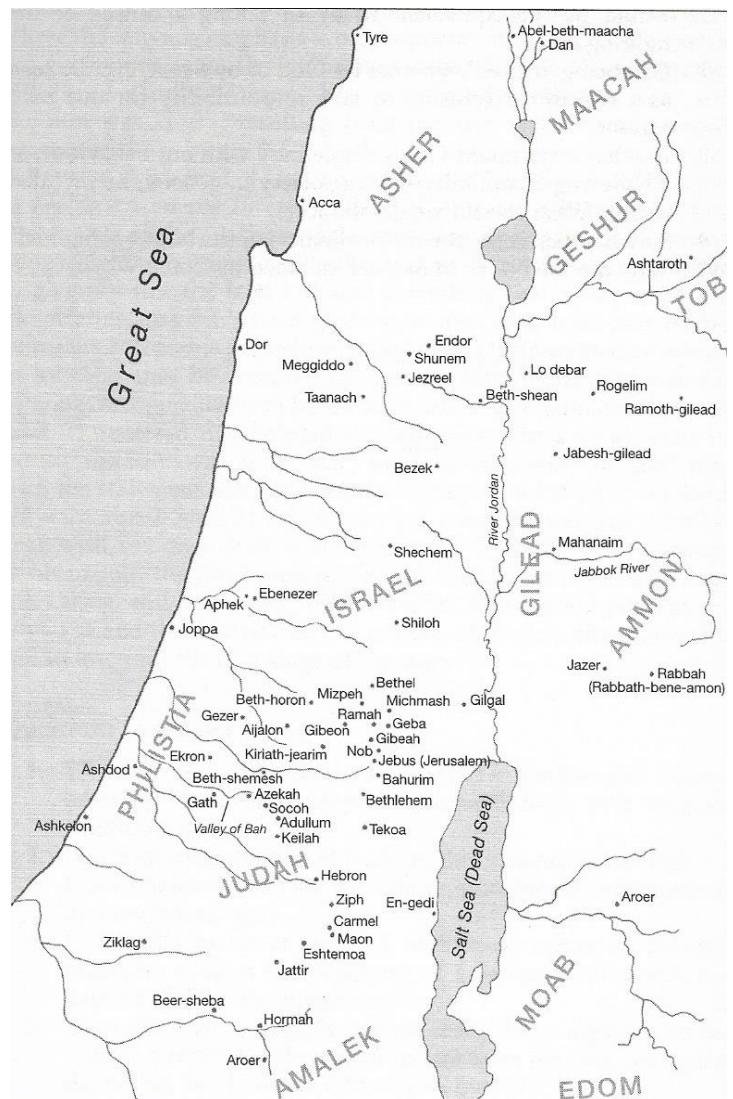 Tyre
Abel-beth-maacha
Dan
MAACAH
ASHER
Acca
GESHUR
Ashtaroth
TOB
Great Sea
Dor
Endor
Shunem
Meggiddo
Jezreel
Lo debar
Rogelim
Taanach
Beth-shean
Ramoth-gilead
Jabesh-gilead
Bezek
River Jordan
GILEAD
Shechem
Mahanaim
Jabbok River
ISRAEL
Aphek
Ebenezer
AMMON
Joppa
Shiloh
Jazer
Rabbah
(Rabbath-bene-amon)
Bethel
Beth-horon
Mizpeh
Michmash
Gilgal
Gezer
Ramah
Geba
Aijalon
Gibeon
Gibeah
PHILISTIA
Kiriath-jearim
Nob
Ekron
Jebus (Jerusalem)
Ashdod
Beth-shemesh
Bahurim
Gath
Azekah
Bethlehem
Socoh
Ashkelon
Valley of Bah
Adullum
Tekoa
Keilah
Salt Sea (Dead Sea)
JUDAH
Hebron
Ziph
En-gedi
Aroer
Carmel
Ziklag
Maon
Eshtemoa
Jattir
MOAB
Beer-sheba
Hormah
Aroer
AMALEK
EDOM